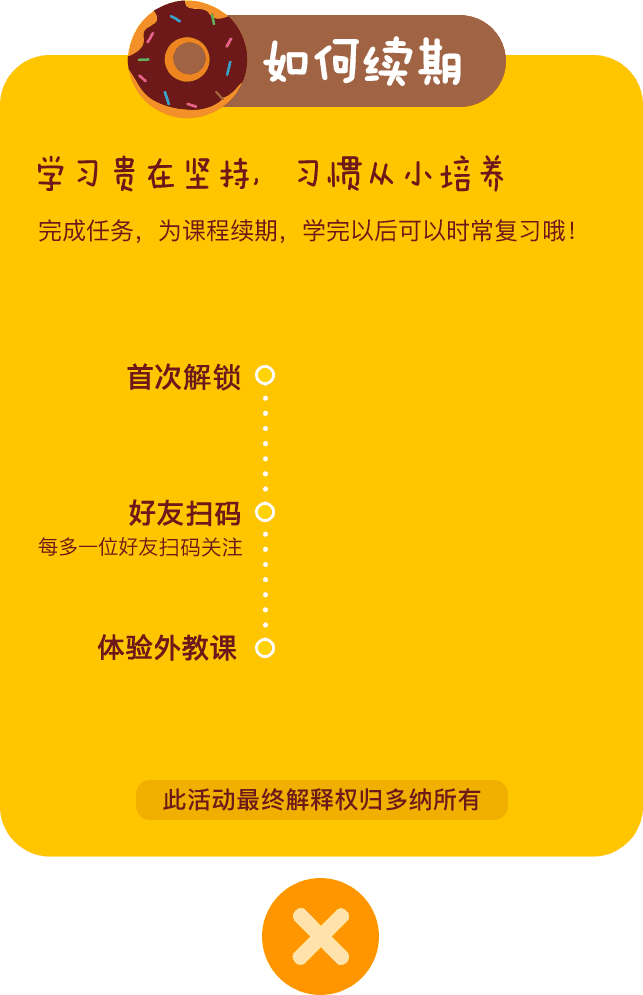 如何续期
学习贵在坚持，习惯从小培养
完成任务，为课程续期，学完以后可以时常复习哦！
首次解锁
好友扫码
每多一位好友扫码关注
体验外教课
此活动最终解释权归多纳所有